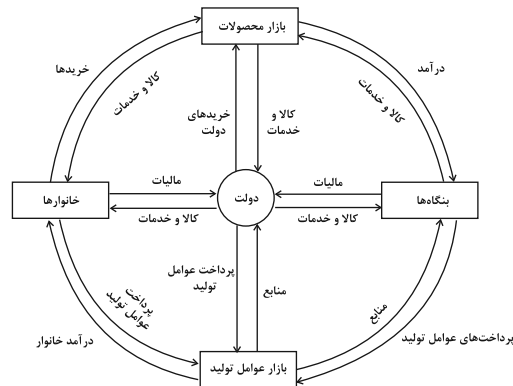 بازار محصولات
خریدها
کالا و خدمات
درآمد
کالا و خدمات
خریدهای
دولت
کالا و
خدمات
مالیات
مالیات
خانوارها
دولت
بنگاه‌ها
کالا و خدمات
کالا و خدمات
پرداخت عوامل
تولید
منابع
پرداخت
عوامل تولید
منابع
درآمد خانوار
پرداخت‌های عوامل تولید
بازار عوامل تولید